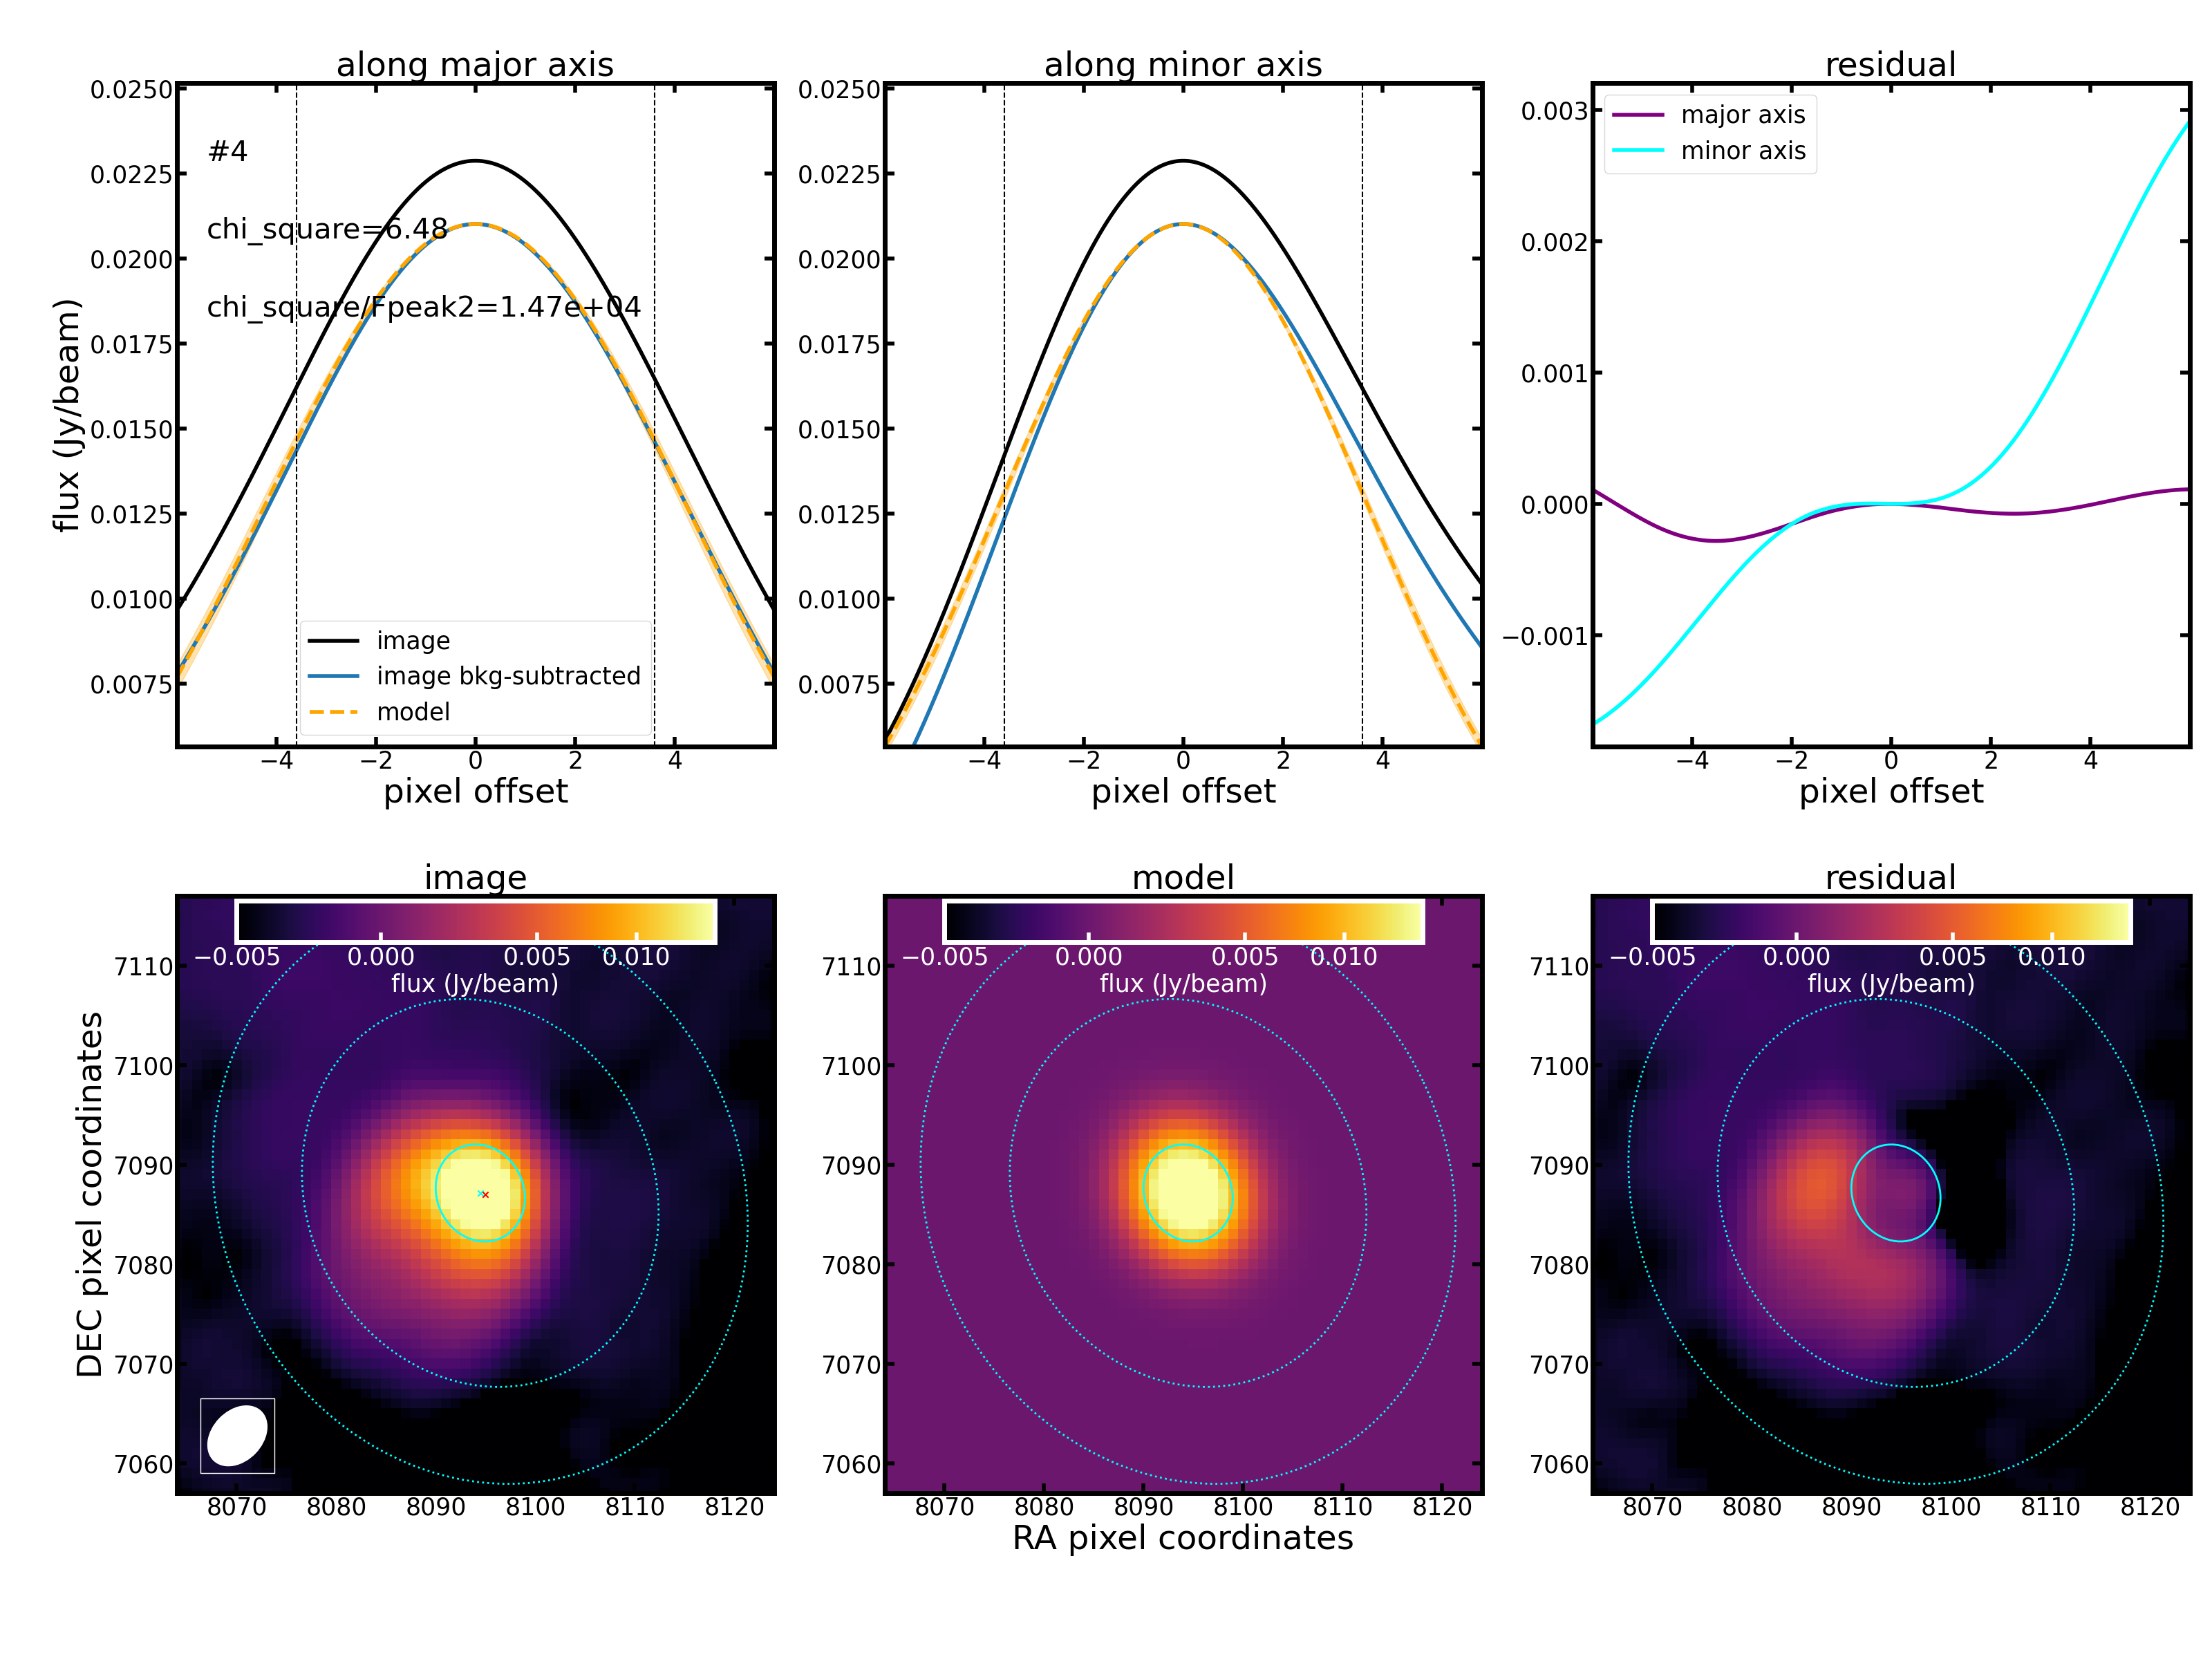 along major axis
along minor axis
residual
0.0250
0.0225
0.0200
0.0175
0.0150
0.0125
0.0100
0.0075
flux (Jy/beam)
#4
chi_square=6.48
chi_square/Fpeak2=1.47e+04
image
image bkg-subtracted
model
−4 −2 0 2 4
pixel offset
0.0250
0.0225
0.0200
0.0175
0.0150
0.0125
0.0100
0.0075
−4 −2 0 2 4
pixel offset
0.003
0.002
0.001
0.000
−0.001
major axis
minor axis
−4 −2 0 2 4
pixel offset
image
model
residual
−0.005 0.000 0.005 0.010
flux (Jy/beam)
7110
7100
7090
7080
7070
7060
DEC pixel coordinates
8070 8080 8090 8100 8110 8120
−0.005 0.000 0.005 0.010
flux (Jy/beam)
7110
7100
7090
7080
7070
7060
8070 8080 8090 8100 8110 8120
RA pixel coordinates
−0.005 0.000 0.005 0.010
flux (Jy/beam)
7110
7100
7090
7080
7070
7060
8070 8080 8090 8100 8110 8120